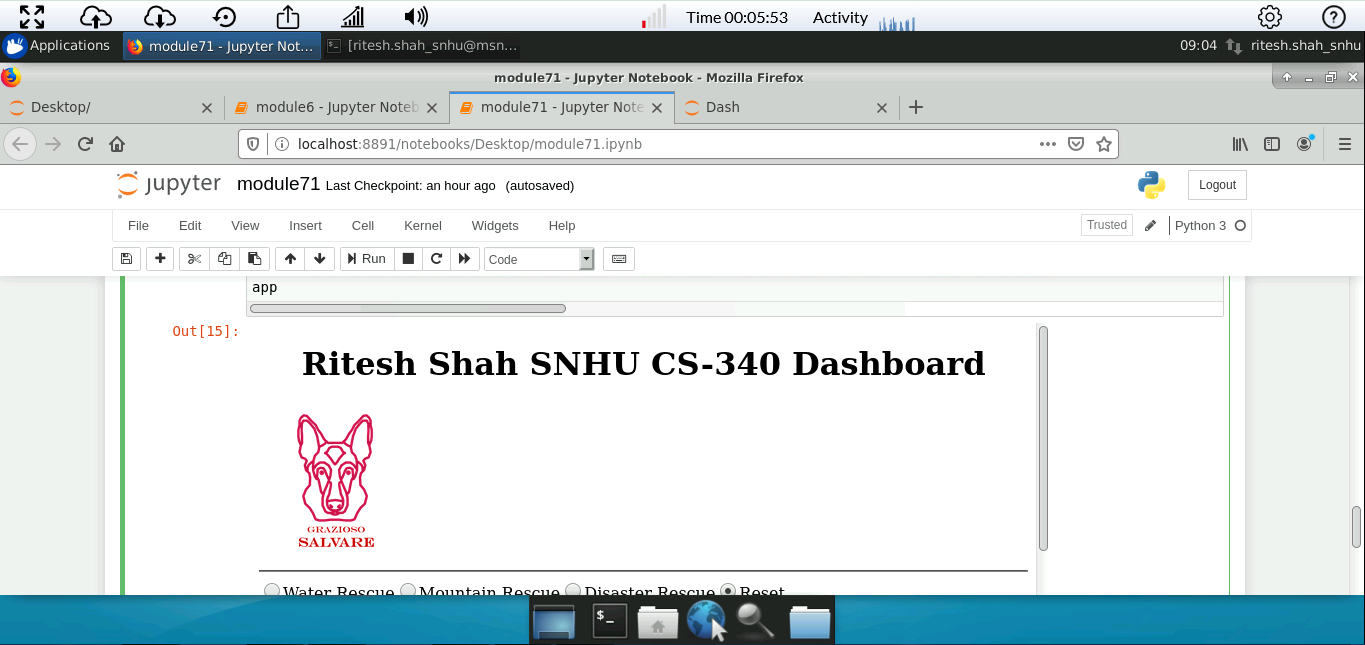 Time 00:05:53 Activity
Applications module71 - Jupyter Not... [ritesh.shah_snhu@msn... 09:04 ritesh.shah_snhu
module71 - Jupyter Notebook - Mozilla Firefox
Desktop/ module6 - Jupyter Noteb module71 - Jupyter Note Dash
localhost:8891/notebooks/Desktop/module71.ipynb
jupyter module71 Last Checkpoint: an hour ago (autosaved) Logout
File Edit View Insert Cell Kernel Widgets Help Trusted Python 3
Run Code
app
Out[15]:
Ritesh Shah SNHU CS-340 Dashboard
GRAZIOSO
SALVARE
Water Rescue Mountain Rescue Disaster Rescue Reset